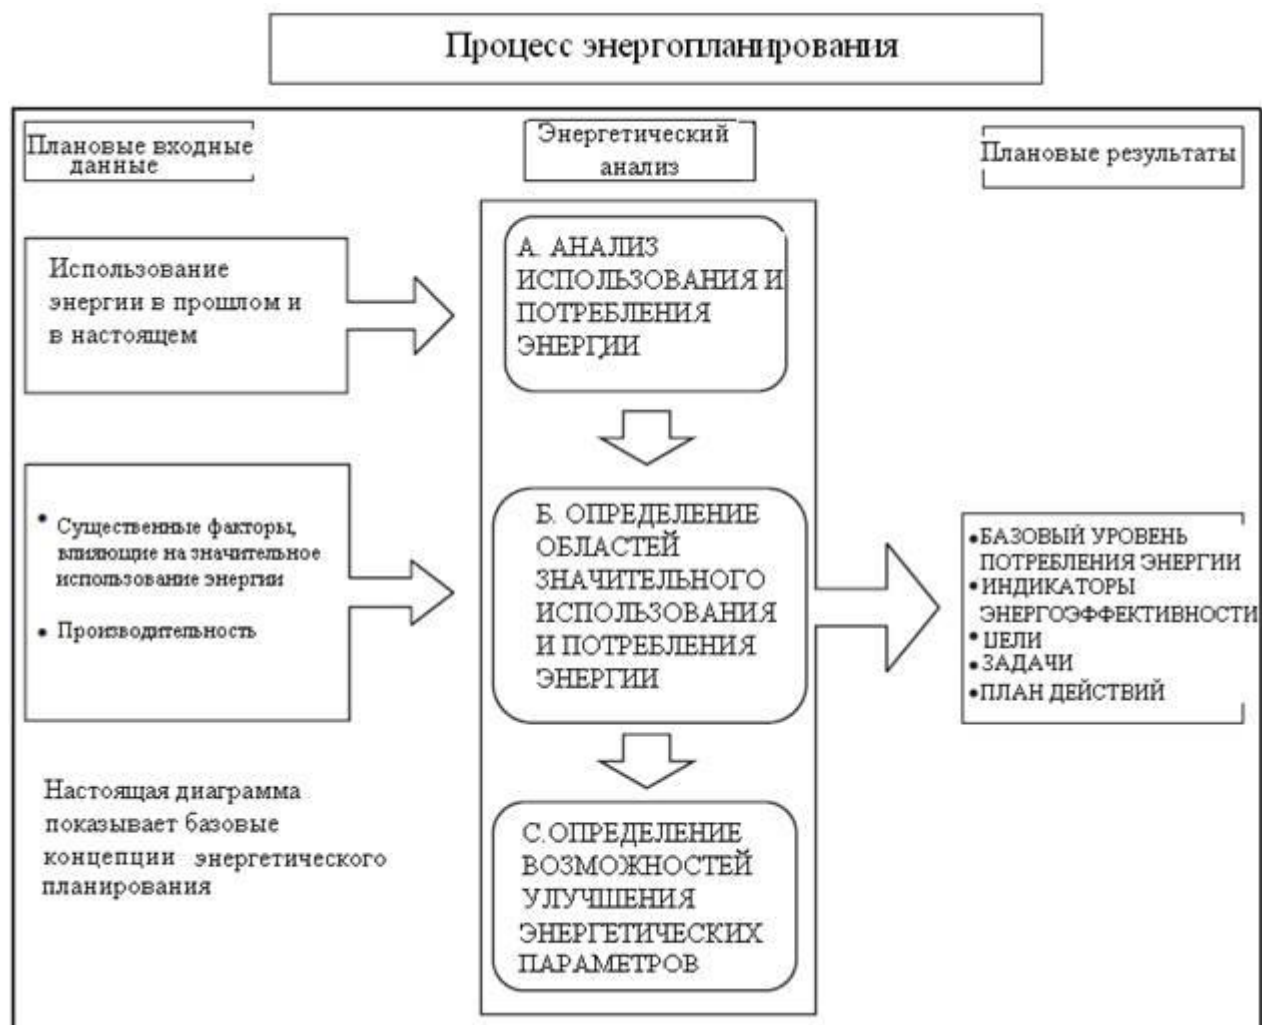 Процесс энергопланирования
Плановые входные
данные
Энергетический
анализ
Плановые результаты
Использование
энергии в прошлом и
в настоящем
А. АНАЛИЗ
ИСПОЛЬЗОВАНИЯ И
ПОТРЕБЛЕНИЯ
ЭНЕРГИИ
• Существенные факторы,
влияющие на значительное
использование энергии
• Производительность
Б. ОПРЕДЕЛЕНИЕ
ОБЛАСТЕЙ
ЗНАЧИТЕЛЬНОГО
ИСПОЛЬЗОВАНИЯ
И ПОТРЕБЛЕНИЯ
ЭНЕРГИИ
• БАЗОВЫЙ УРОВЕНЬ
ПОТРЕБЛЕНИЯ ЭНЕРГИИ
• ИНДИКАТОРЫ
ЭНЕРГОЭФФЕКТИВНОСТИ
• ЦЕЛИ
• ЗАДАЧИ
• ПЛАН ДЕЙСТВИЙ
Настоящая диаграмма
показывает базовые
концепции энергетического
планирования
С.ОПРЕДЕЛЕНИЕ
ВОЗМОЖНОСТЕЙ
УЛУЧШЕНИЯ
ЭНЕРГЕТИЧЕСКИХ
ПАРАМЕТРОВ